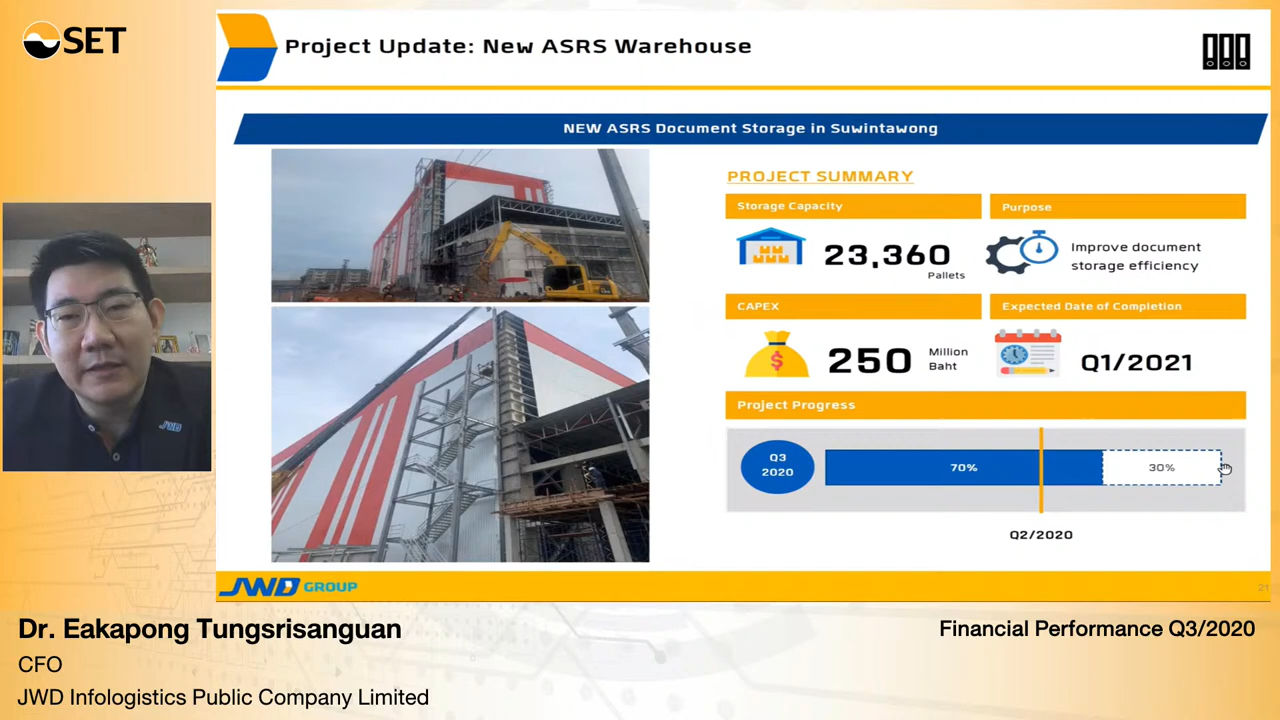 SET
Project Update: New ASRS Warehouse
NEW ASRS Document Storage in Suwintawong
PROJECT SUMMARY
Storage Capacity
23,360
Pallets
Purpose
Improve document
storage efficiency
CAPEX
250
Million
Baht
Expected Date of Completion
Q1/2021
Project Progress
Q3
2020
70%
30%
Q2/2020
JWD GROUP
21
JWD
Dr. Eakapong Tungsrisanguan
CFO
JWD Infologistics Public Company Limited
Financial Performance Q3/2020